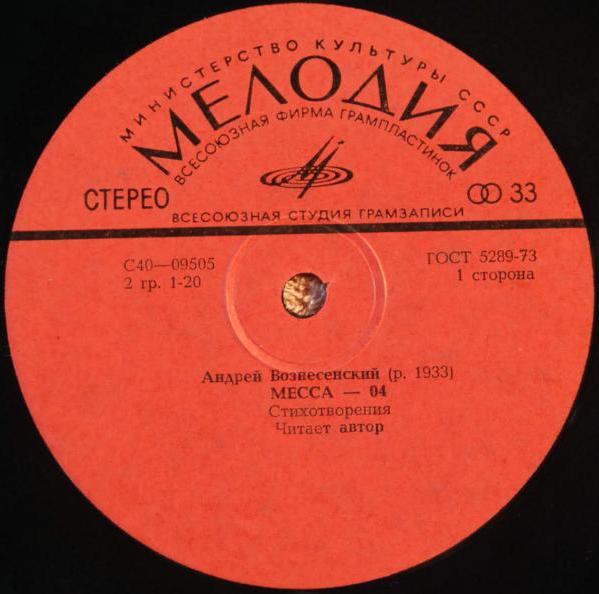 МИНИСТЕРСТВО КУЛЬТУРЫ СССР
МЕЛОДИЯ
ВСЕСОЮЗНАЯ ФИРМА ГРАМПЛАСТИНОК
СТЕРЕО
33
ВСЕСОЮЗНАЯ СТУДИЯ ГРАМЗАПИСИ
С40—09505
ГОСТ 5289-73
2 гр. 1-20
1 сторона
Андрей Вознесенский (р. 1933)
МЕССА — 04
Стихотворения
Читает автор